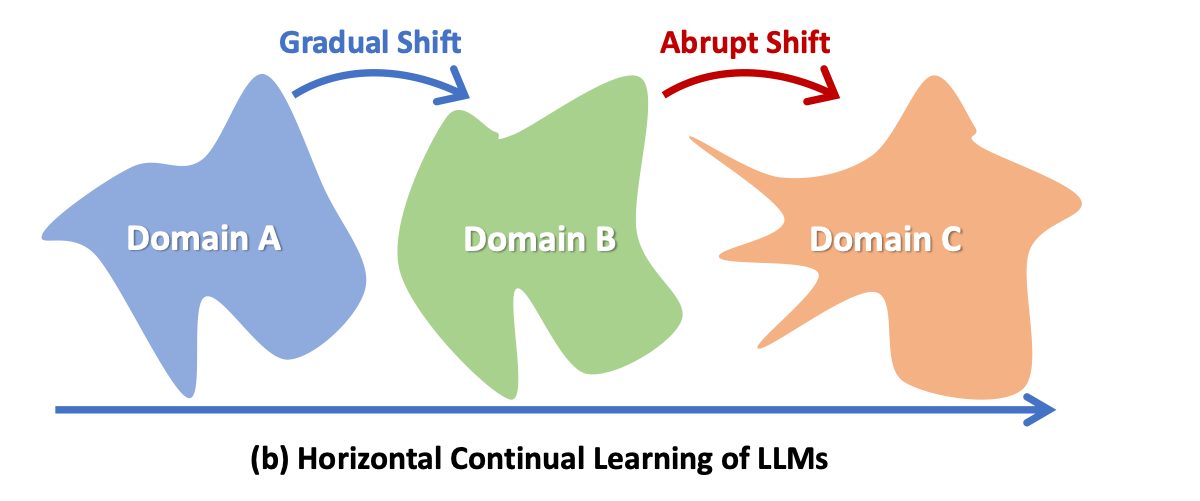 Gradual Shift
Abrupt Shift
Domain A
Domain B
Domain C
(b) Horizontal Continual Learning of LLMs